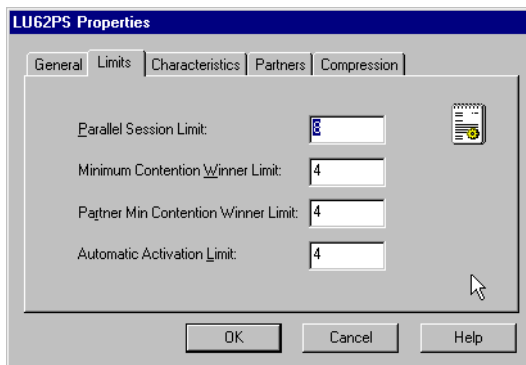 LU62PS Properties
General Limits Characteristics Partners Compression
Parallel Session Limit: 8
Minimum Contention Winner Limit: 4
Partner Min Contention Winner Limit: 4
Automatic Activation Limit: 4
OK Cancel Help